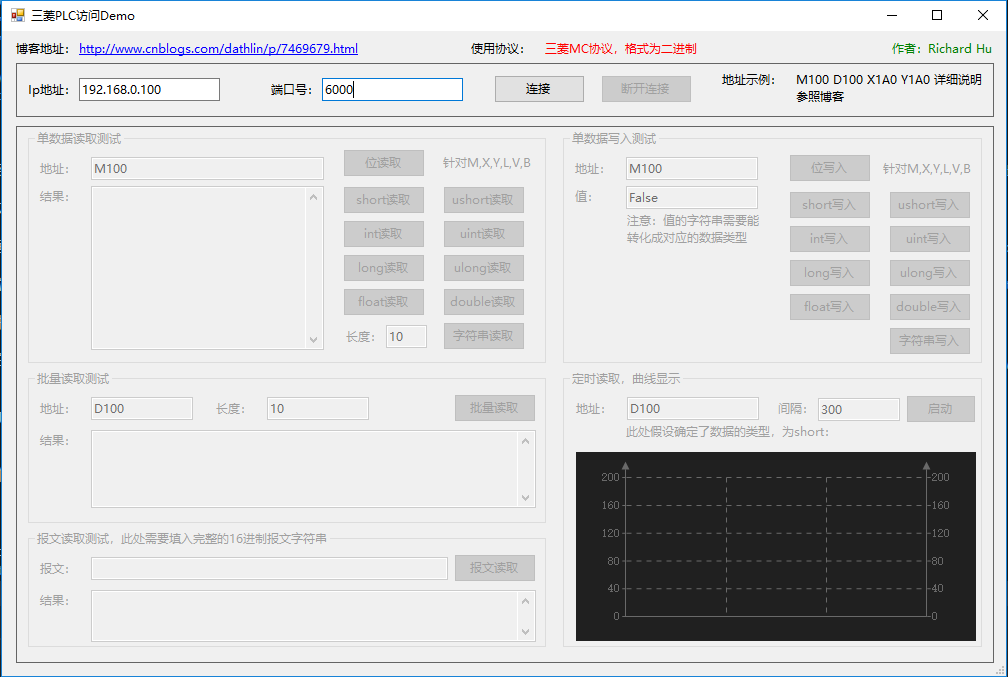 三菱PLC访问Demo
博客地址： http://www.cnblogs.com/dathlin/p/7469679.html 使用协议： 三菱MC协议，格式为二进制 作者：Richard Hu
Ip地址： 192.168.0.100 端口号： 6000 连接 断开连接 地址示例： M100 D100 X1A0 Y1A0 详细说明
参照博客
单数据读取测试
地址： M100 位读取 针对M,X,Y,L,V,B
结果： short读取 ushort读取
int读取 uint读取
long读取 ulong读取
float读取 double读取
长度： 10 字符串读取
单数据写入测试
地址： M100 位写入 针对M,X,Y,L,V,B
值： False short写入 ushort写入
注意：值的字符串需要能
转化成对应的数据类型
int写入 uint写入
long写入 ulong写入
float写入 double写入
字符串写入
批量读取测试
地址： D100 长度： 10 批量读取
结果：
定时读取，曲线显示
地址： D100 间隔： 300 启动
此处假设确定了数据的类型，为short：
200 200
160 160
120 120
80 80
40 40
0 0
报文读取测试，此处需要填入完整的16进制报文字符串
报文： 报文读取
结果：